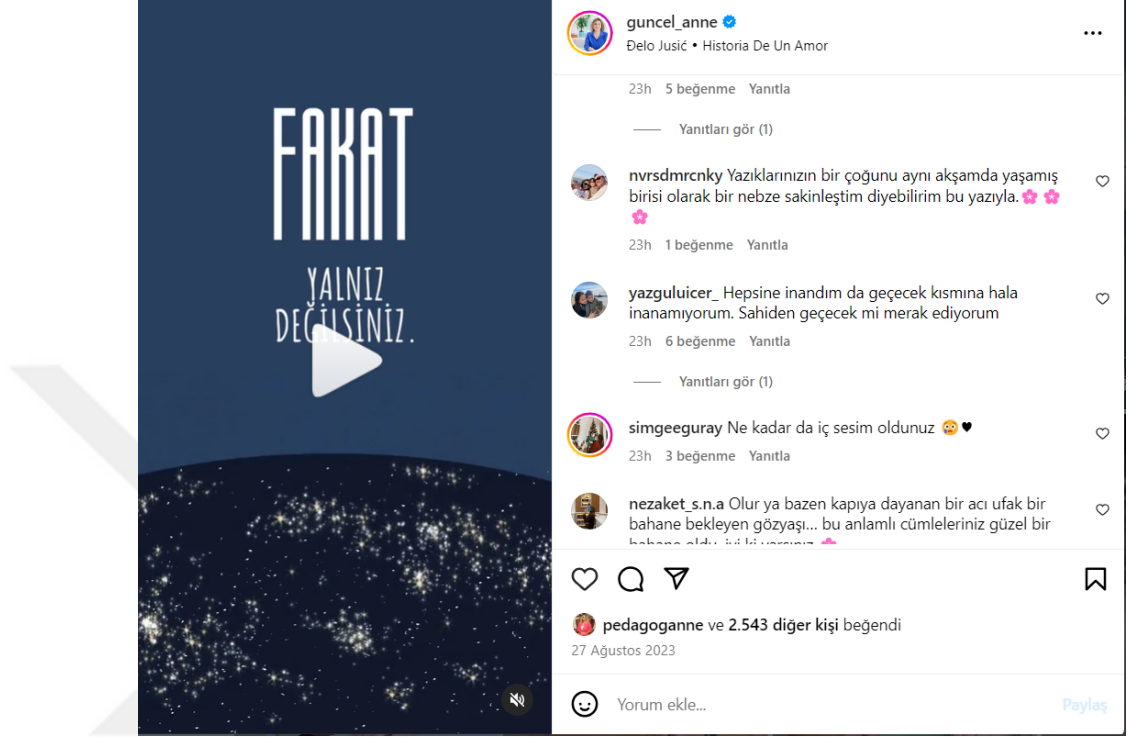 FAKAT
YALNIZ
DEĞİLSİNİZ.
guncel_anne
Đelo Jusić • Historia De Un Amor
23h 5 beğenme Yanıtla
Yanıtları gör (1)
nvrsdmrcnky Yazıklarınızın bir çoğunu aynı akşamda yaşamış
birisi olarak bir nebze sakinleştim diyebilirim bu yazıyla.🌸 🌸
🌸
23h 1 beğenme Yanıtla
yazguluicer_ Hepsine inandım da geçecek kısmına hala
inanamıyorum. Sahiden geçecek mi merak ediyorum
23h 6 beğenme Yanıtla
Yanıtları gör (1)
simgeeguray Ne kadar da iç sesim oldunuz 😳♥
23h 3 beğenme Yanıtla
nezaket_s.n.a Olur ya bazen kapıya dayanan bir acı ufak bir
bahane bekleyen gözyaşı... bu anlamlı cümleleriniz güzel bir
bahane oldu, iyi ki varsınız 🌸
pedagoganne ve 2.543 diğer kişi beğendi
27 Ağustos 2023
Yorum ekle...
Paylaş